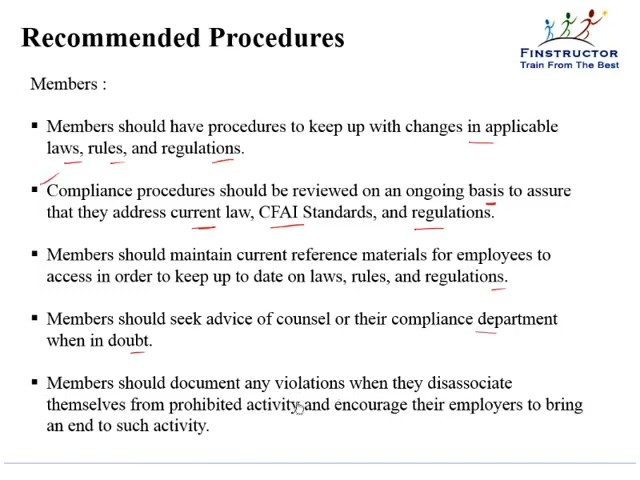 Recommended Procedures
FINSTRUCTOR
Train From The Best
Members :
▪ Members should have procedures to keep up with changes in applicable
laws, rules, and regulations.
▪ Compliance procedures should be reviewed on an ongoing basis to assure
that they address current law, CFAI Standards, and regulations.
▪ Members should maintain current reference materials for employees to
access in order to keep up to date on laws, rules, and regulations.
▪ Members should seek advice of counsel or their compliance department
when in doubt.
▪ Members should document any violations when they disassociate
themselves from prohibited activity and encourage their employers to bring
an end to such activity.